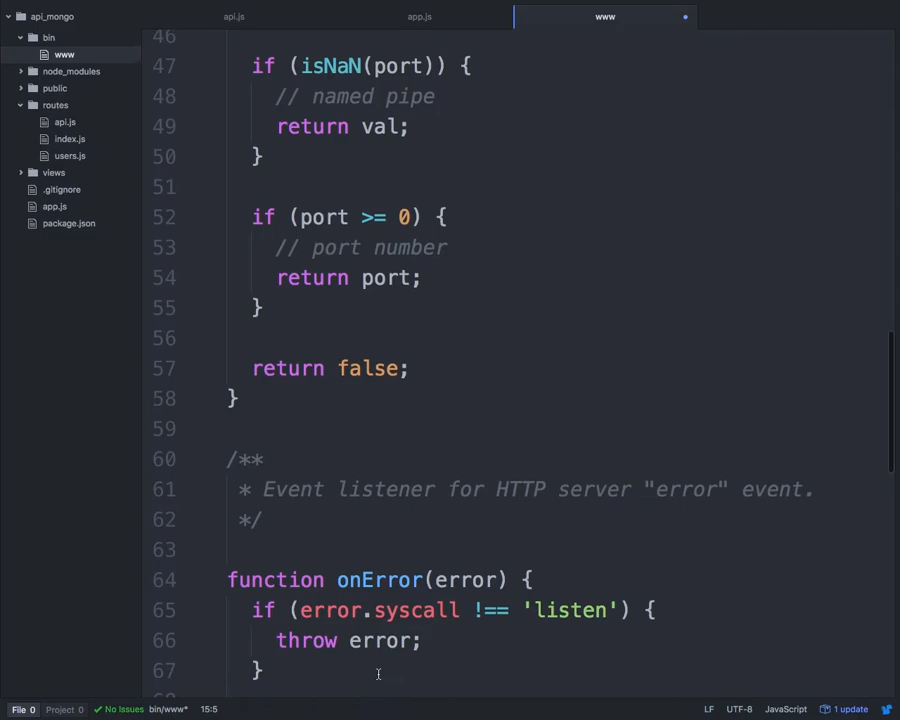 api_mongo
bin
www
node_modules
public
routes
api.js
index.js
users.js
views
.gitignore
app.js
package.json
api.js
app.js
www
46
47 if (isNaN(port)) {
48 // named pipe
49 return val;
50 }
51
52 if (port >= 0) {
53 // port number
54 return port;
55 }
56
57 return false;
58 }
59
60 /**
61 * Event listener for HTTP server "error" event.
62 */
63
64 function onError(error) {
65 if (error.syscall !== 'listen') {
66 throw error;
67 }
68
File 0 Project 0 No Issues bin/www* 15:5 LF UTF-8 JavaScript 1 update